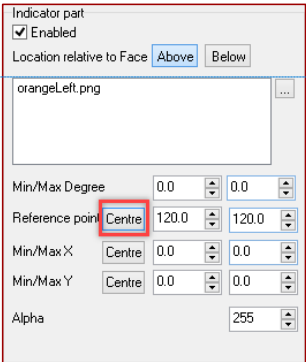 Indicator part
Enabled
Location relative to Face Above Below
orangeLeft.png
...
Min/Max Degree 0.0 0.0
Reference point Centre 120.0 120.0
Min/Max X Centre 0.0 0.0
Min/Max Y Centre 0.0 0.0
Alpha 255